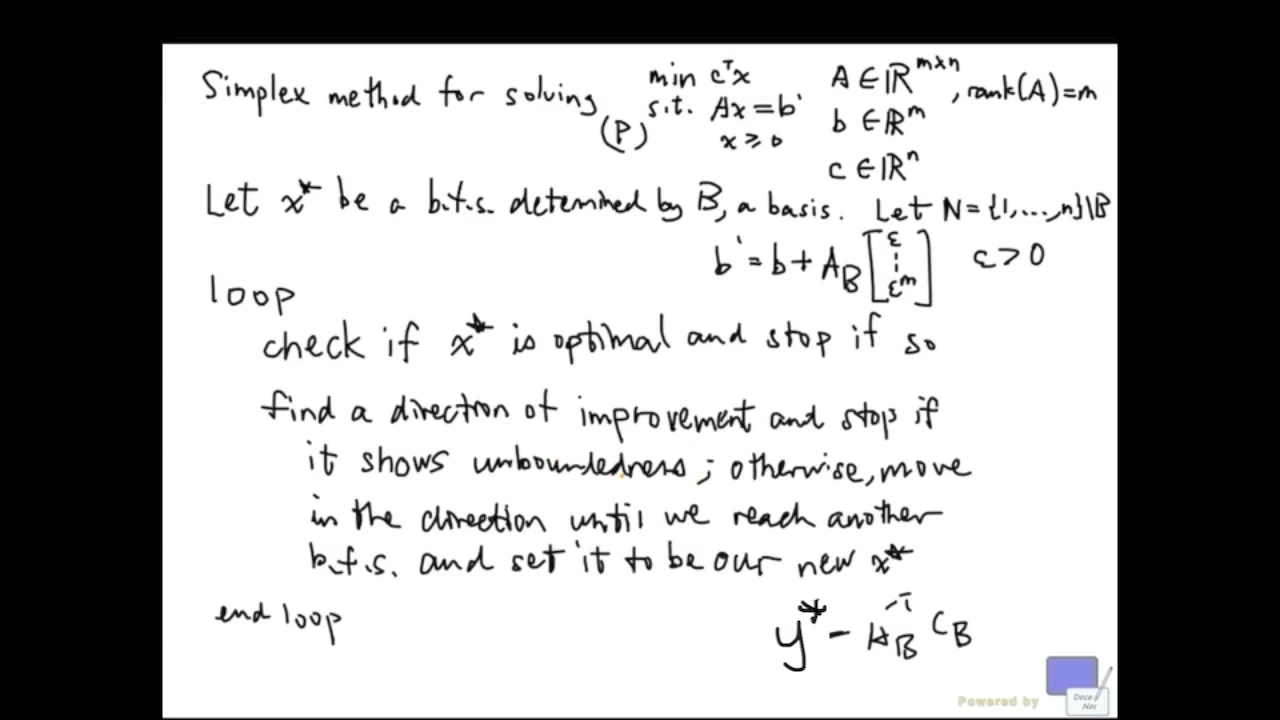 Simplex method for solving (P) min cᵀx A ∈ ℝ^{m×n}, rank(A)=m
s.t. Ax = b' b ∈ ℝ^m
x ≥ 0
c ∈ ℝ^n
Let x* be a b.f.s. determined by B, a basis. Let N = {1,...,n}\B
b' = b + A_B [ε ⋮ ε^m] ε > 0
loop
check if x* is optimal and stop if so
find a direction of improvement and stop if
it shows unboundedness; otherwise, move
in the direction until we reach another
b.f.s. and set it to be our new x*
end loop
y* - A_B^{-T} C_B
Powered by